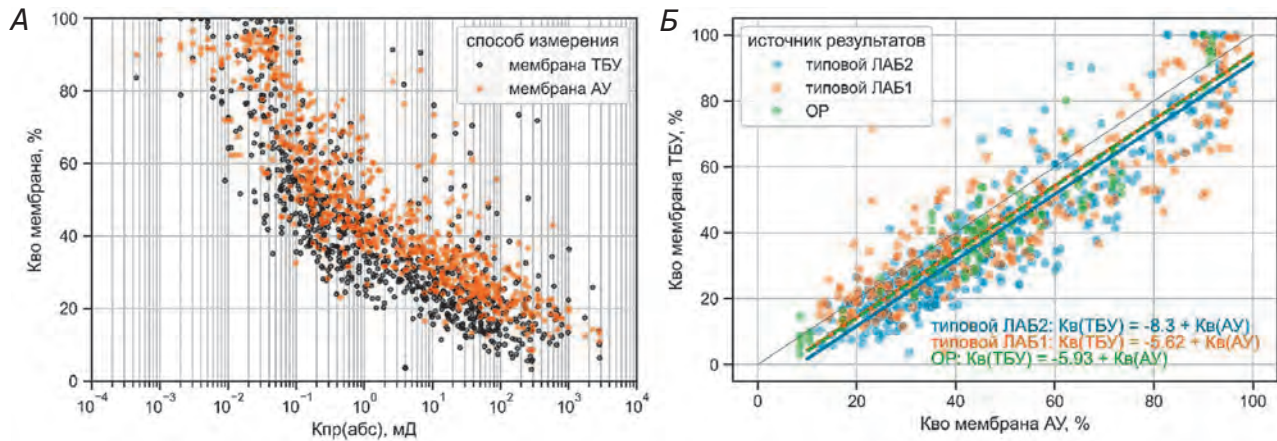 А
способ измерения
мембрана ТБУ
мембрана АУ
Кво мембрана, %
100
80
60
40
20
0
10⁻⁴ 10⁻³ 10⁻² 10⁻¹ 10⁰ 10¹ 10² 10³ 10⁴
Кпр(абс), мД
Б
источник результатов
типовой ЛАБ2
типовой ЛАБ1
ОР
Кво мембрана ТБУ, %
100
80
60
40
20
0
типовой ЛАБ2: Кв(ТБУ) = -8.3 + Кв(АУ)
типовой ЛАБ1: Кв(ТБУ) = -5.62 + Кв(АУ)
ОР: Кв(ТБУ) = -5.93 + Кв(АУ)
0 20 40 60 80 100
Кво мембрана АУ, %